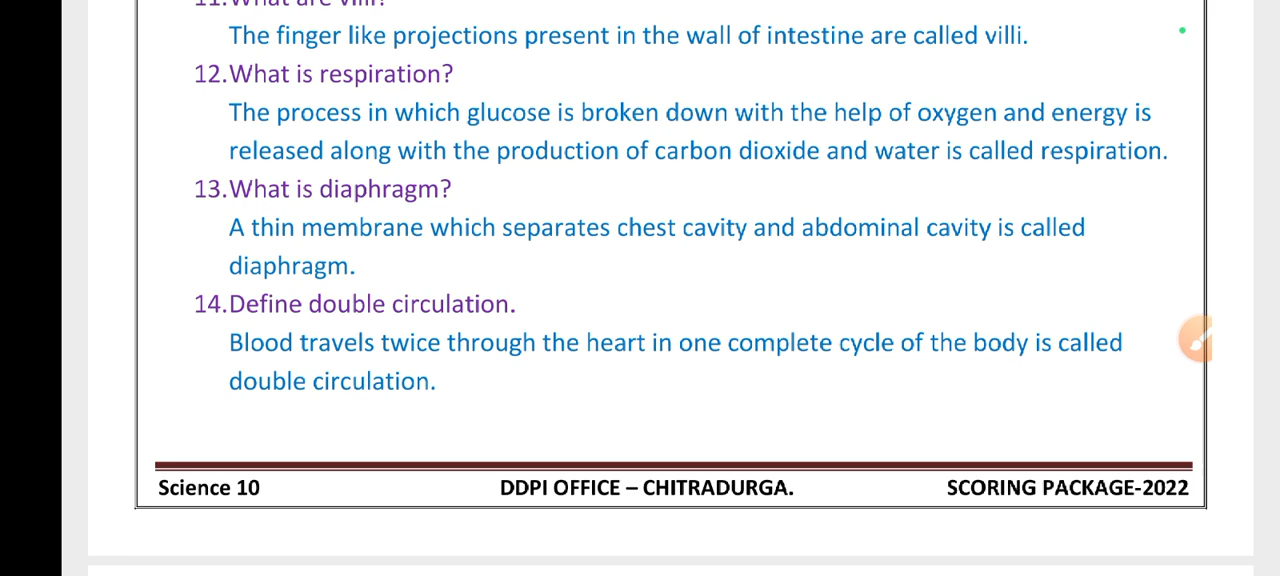 11.What are villi?
The finger like projections present in the wall of intestine are called villi.
12.What is respiration?
The process in which glucose is broken down with the help of oxygen and energy is
released along with the production of carbon dioxide and water is called respiration.
13.What is diaphragm?
A thin membrane which separates chest cavity and abdominal cavity is called
diaphragm.
14.Define double circulation.
Blood travels twice through the heart in one complete cycle of the body is called
double circulation.
Science 10 DDPI OFFICE – CHITRADURGA. SCORING PACKAGE-2022